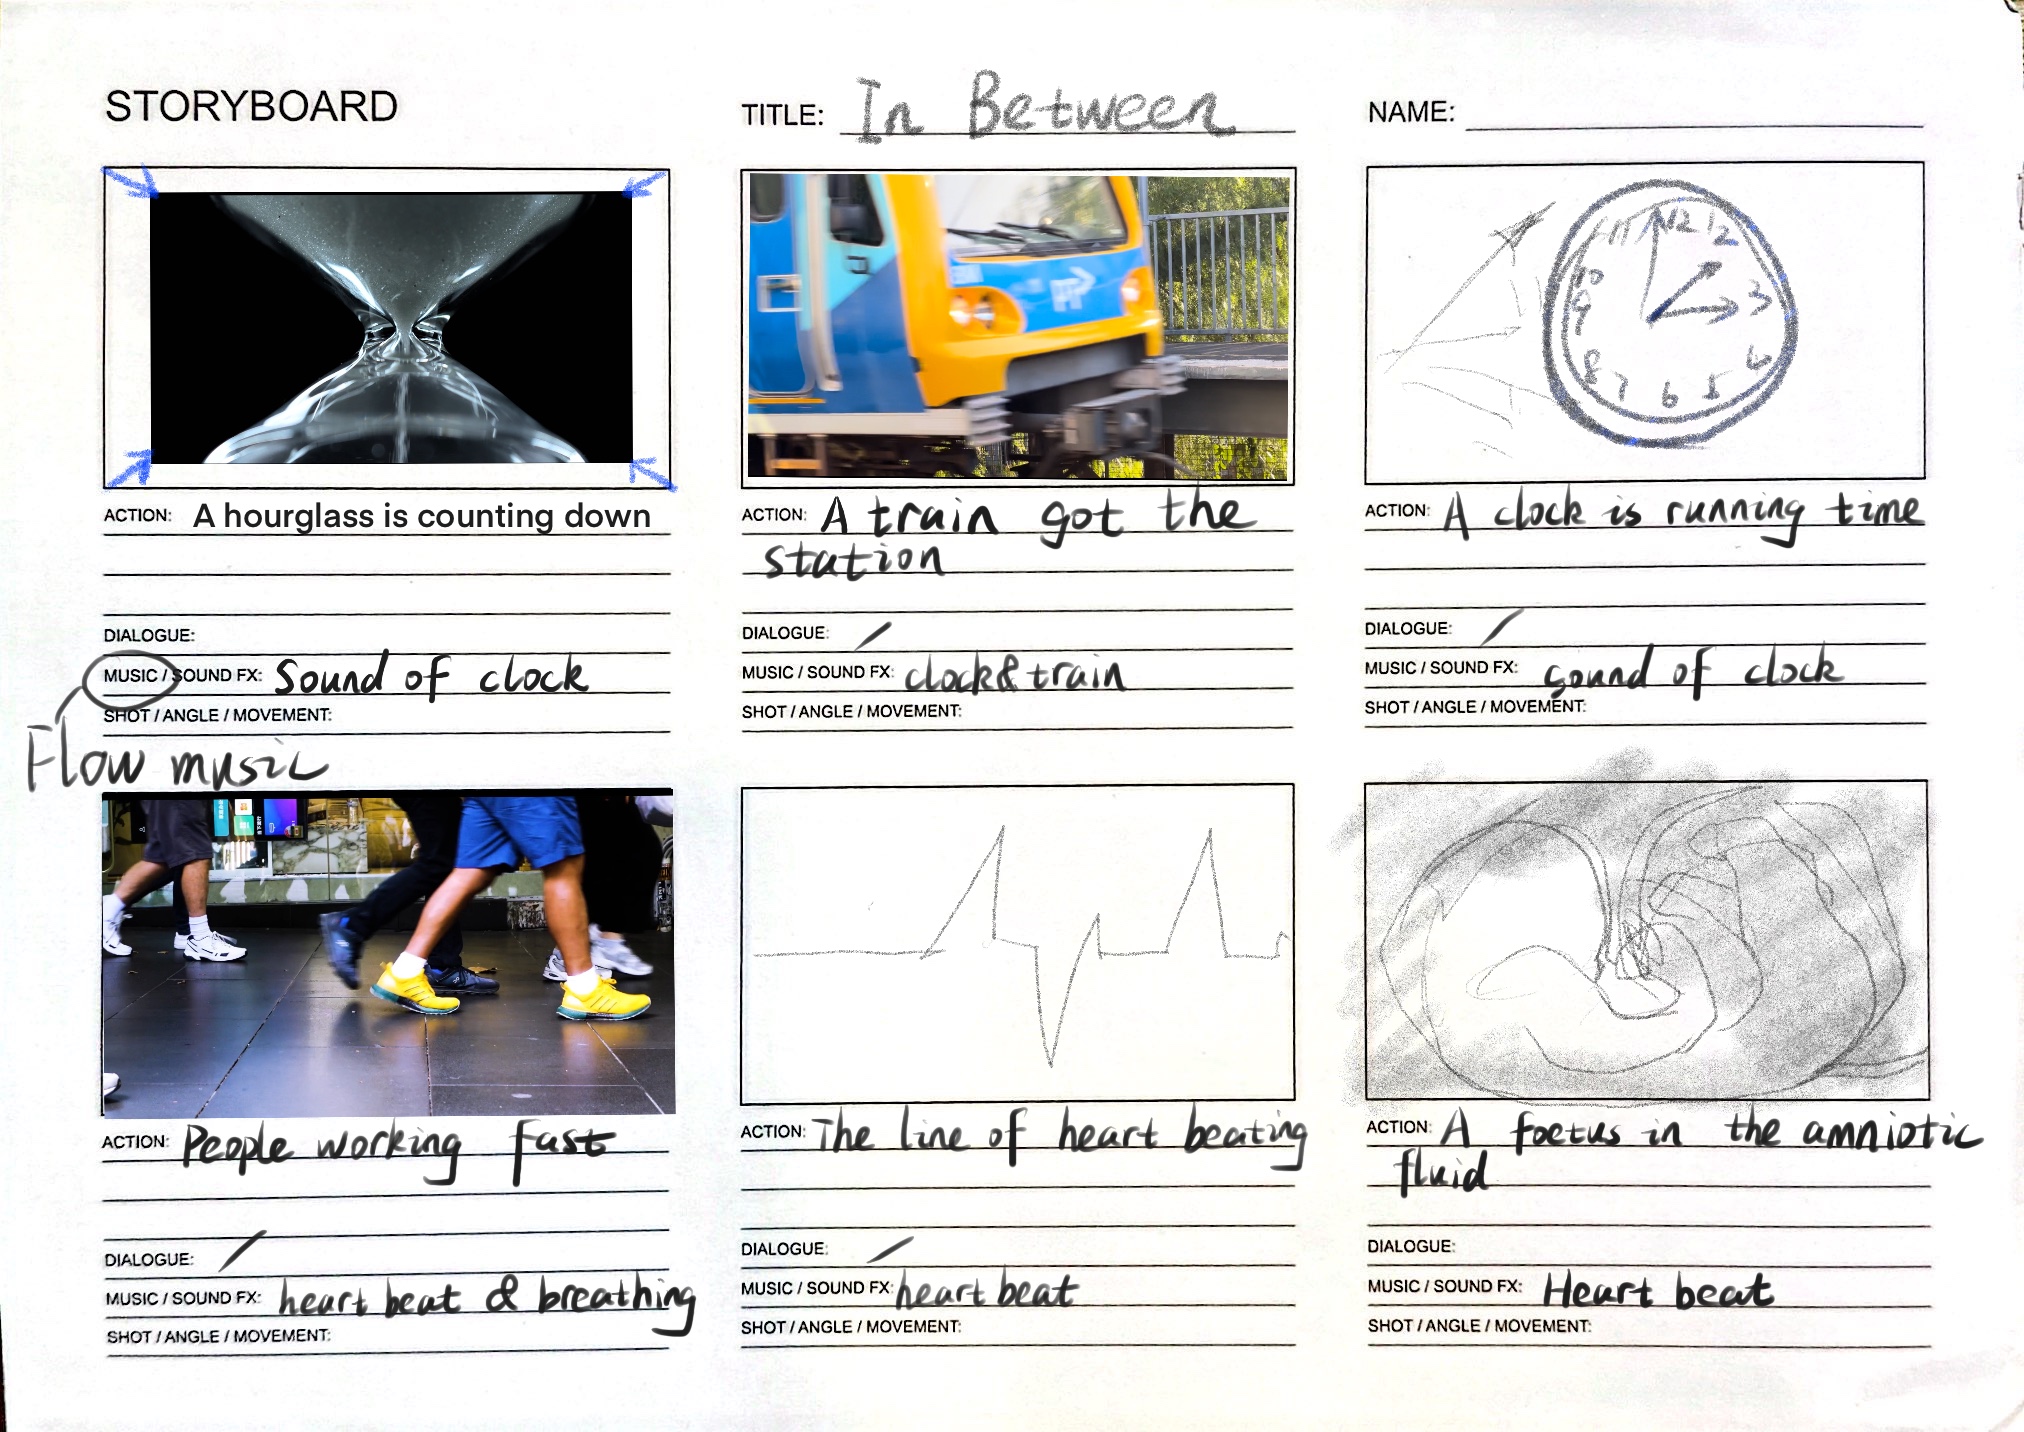 STORYBOARD
TITLE: In Between
NAME:
ACTION: A hourglass is counting down
DIALOGUE:
MUSIC / SOUND FX: Sound of clock
SHOT / ANGLE / MOVEMENT:
Flow music
ACTION: A train got the
station
DIALOGUE: /
MUSIC / SOUND FX: clock & train
SHOT / ANGLE / MOVEMENT:
12
2
3
4
5
6
7
8
9
10
11
ACTION: A clock is running time
DIALOGUE: /
MUSIC / SOUND FX: sound of clock
SHOT / ANGLE / MOVEMENT:
ACTION: People working fast
DIALOGUE: /
MUSIC / SOUND FX: heart beat & breathing
SHOT / ANGLE / MOVEMENT:
ACTION: The line of heart beating
DIALOGUE: /
MUSIC / SOUND FX: heart beat
SHOT / ANGLE / MOVEMENT:
ACTION: A foetus in the amniotic
fluid
DIALOGUE:
MUSIC / SOUND FX: Heart beat
SHOT / ANGLE / MOVEMENT: